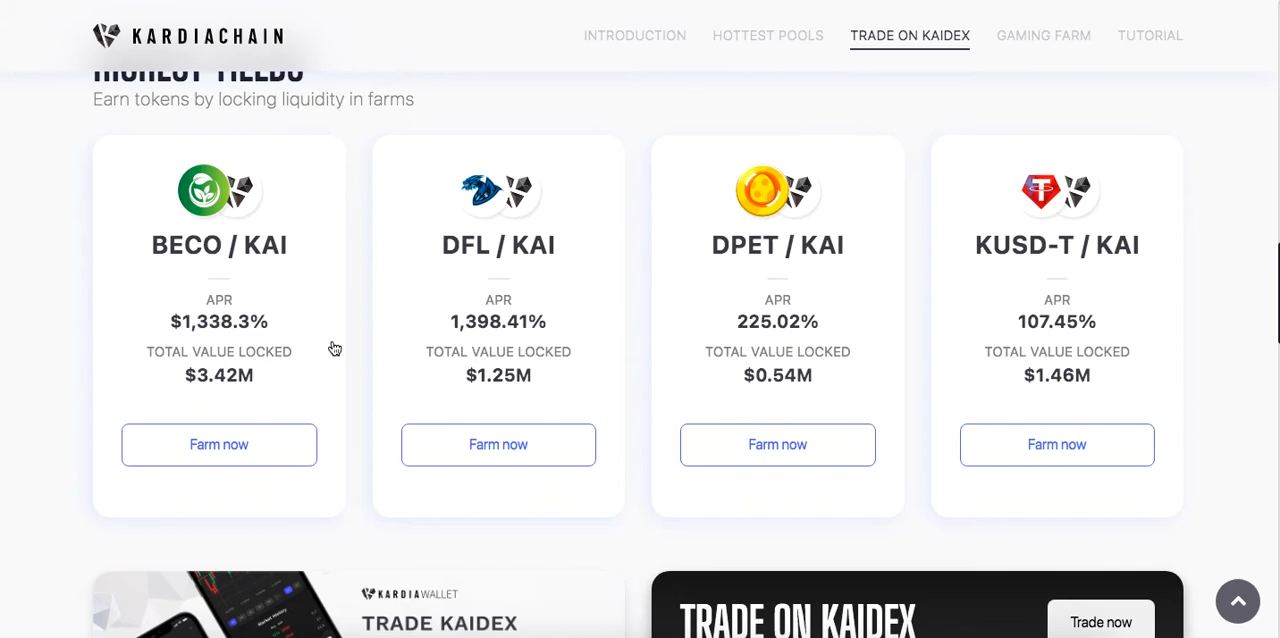 KARDIACHAIN
INTRODUCTION
HOTTEST POOLS
TRADE ON KAIDEX
GAMING FARM
TUTORIAL
HIGHEST YIELDS
Earn tokens by locking liquidity in farms
BECO / KAI
APR
$1,338.3%
TOTAL VALUE LOCKED
$3.42M
Farm now
DFL / KAI
APR
1,398.41%
TOTAL VALUE LOCKED
$1.25M
Farm now
DPET / KAI
APR
225.02%
TOTAL VALUE LOCKED
$0.54M
Farm now
KUSD-T / KAI
APR
107.45%
TOTAL VALUE LOCKED
$1.46M
Farm now
KARDIAWALLET
TRADE KAIDEX
TRADE ON KAIDEX
Trade now